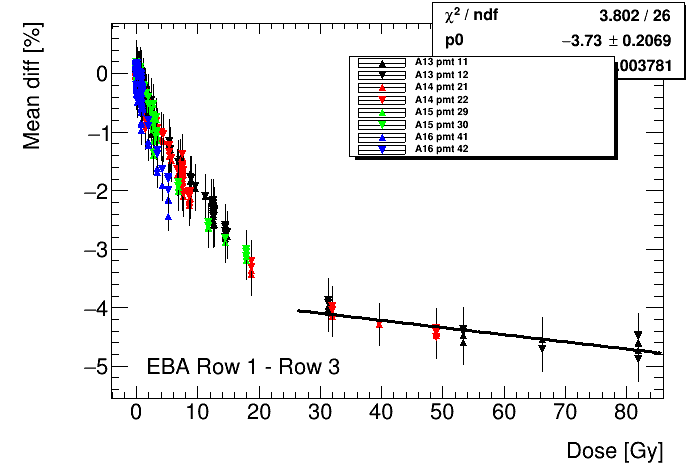 χ² / ndf 3.802 / 26
p0 −3.73 ± 0.2069
.003781
A13 pmt 11
A13 pmt 12
A14 pmt 21
A14 pmt 22
A15 pmt 29
A15 pmt 30
A16 pmt 41
A16 pmt 42
Mean diff [%]
0
−1
−2
−3
−4
−5
EBA Row 1 - Row 3
0 10 20 30 40 50 60 70 80
Dose [Gy]